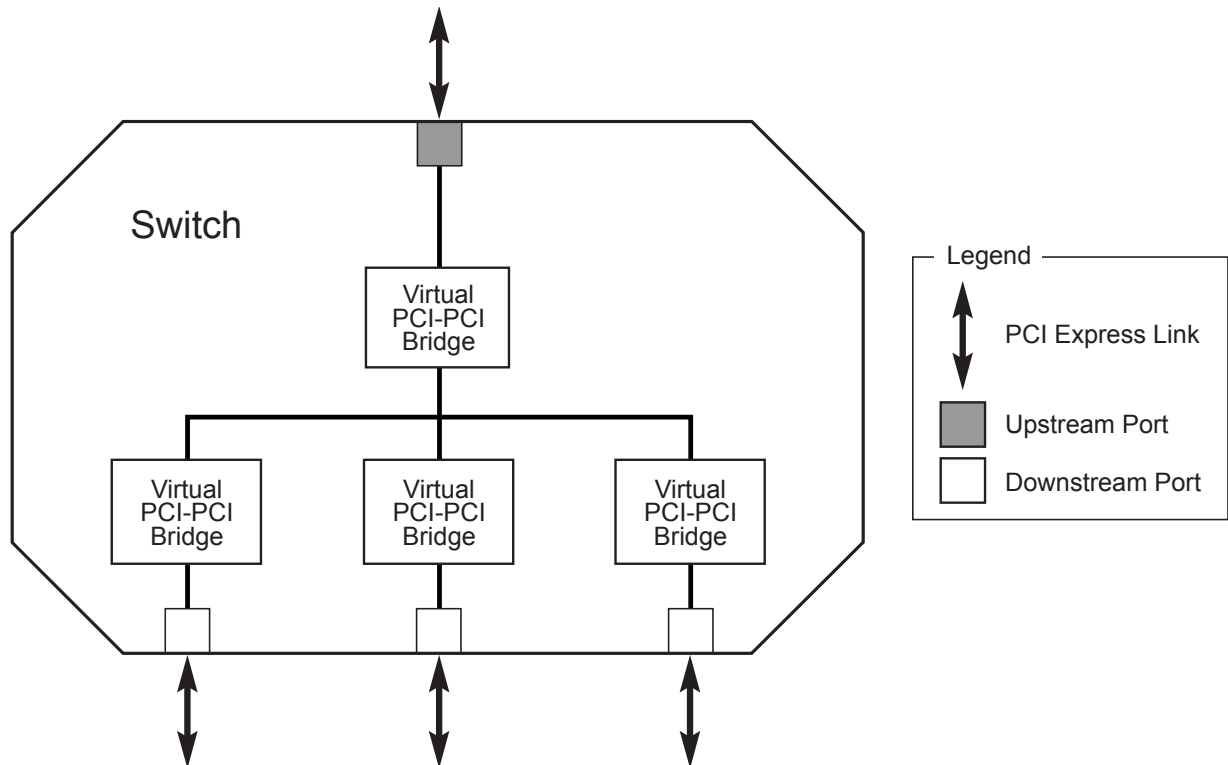 Switch
Virtual
PCI-PCI
Bridge
Virtual
PCI-PCI
Bridge
Virtual
PCI-PCI
Bridge
Virtual
PCI-PCI
Bridge
Legend
PCI Express Link
Upstream Port
Downstream Port